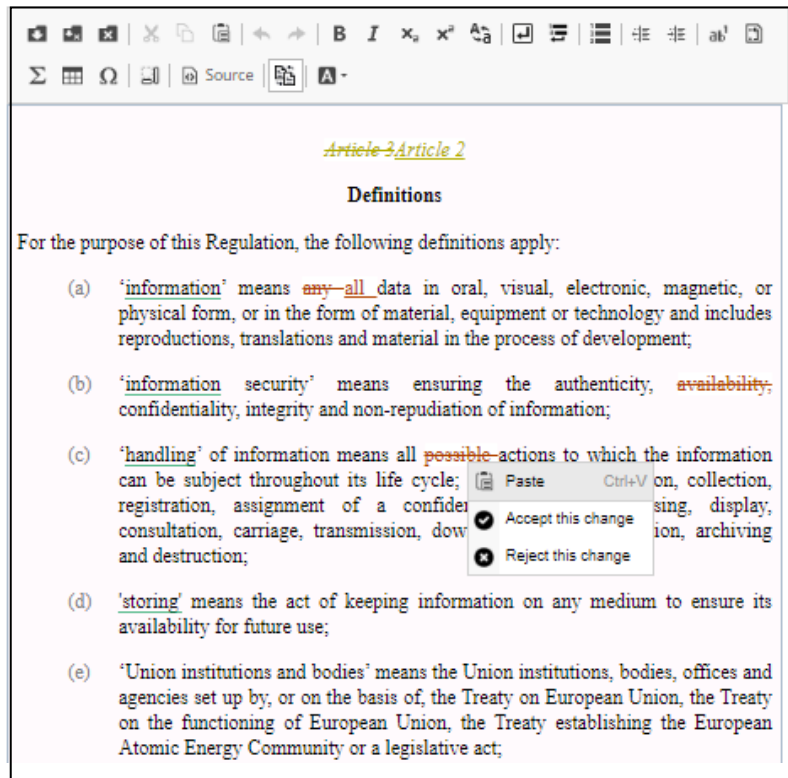 B I x₂ x² ab¹
Σ Ω Source A
Article 3Article 2
Definitions
For the purpose of this Regulation, the following definitions apply:
(a) ‘information’ means any all data in oral, visual, electronic, magnetic, or
physical form, or in the form of material, equipment or technology and includes
reproductions, translations and material in the process of development;
(b) ‘information security’ means ensuring the authenticity, availability,
confidentiality, integrity and non-repudiation of information;
(c) ‘handling’ of information means all possible actions to which the information
can be subject throughout its life cycle; on, collection,
Paste Ctrl+V
registration, assignment of a confiden sing, display,
Accept this change
consultation, carriage, transmission, dow ion, archiving
Reject this change
and destruction;
(d) 'storing' means the act of keeping information on any medium to ensure its
availability for future use;
(e) ‘Union institutions and bodies’ means the Union institutions, bodies, offices and
agencies set up by, or on the basis of, the Treaty on European Union, the Treaty
on the functioning of European Union, the Treaty establishing the European
Atomic Energy Community or a legislative act;